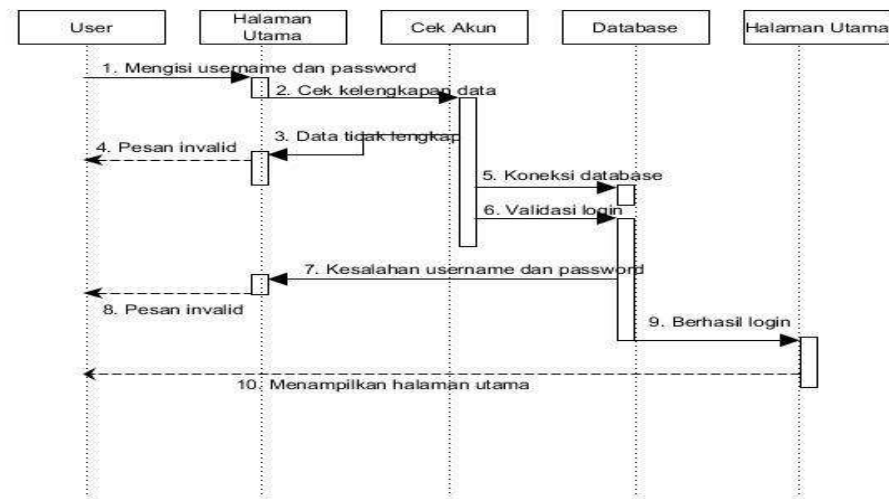 User
Halaman
Utama
Cek Akun
Database
Halaman Utama
1. Mengisi username dan password
2. Cek kelengkapan data
3. Data tidak lengkap
4. Pesan invalid
5. Koneksi database
6. Validasi login
7. Kesalahan username dan password
8. Pesan invalid
9. Berhasil login
10. Menampilkan halaman utama